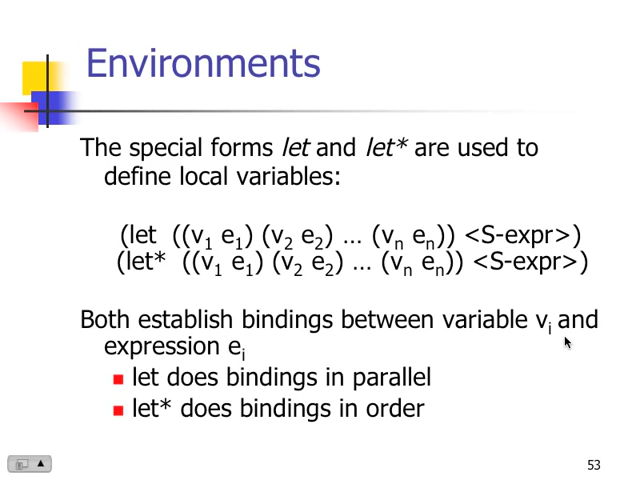 Environments
The special forms let and let* are used to
define local variables:
(let ((v₁ e₁) (v₂ e₂) … (vₙ eₙ)) <S-expr>)
(let* ((v₁ e₁) (v₂ e₂) … (vₙ eₙ)) <S-expr>)
Both establish bindings between variable vᵢ and
expression eᵢ
let does bindings in parallel
let* does bindings in order
53